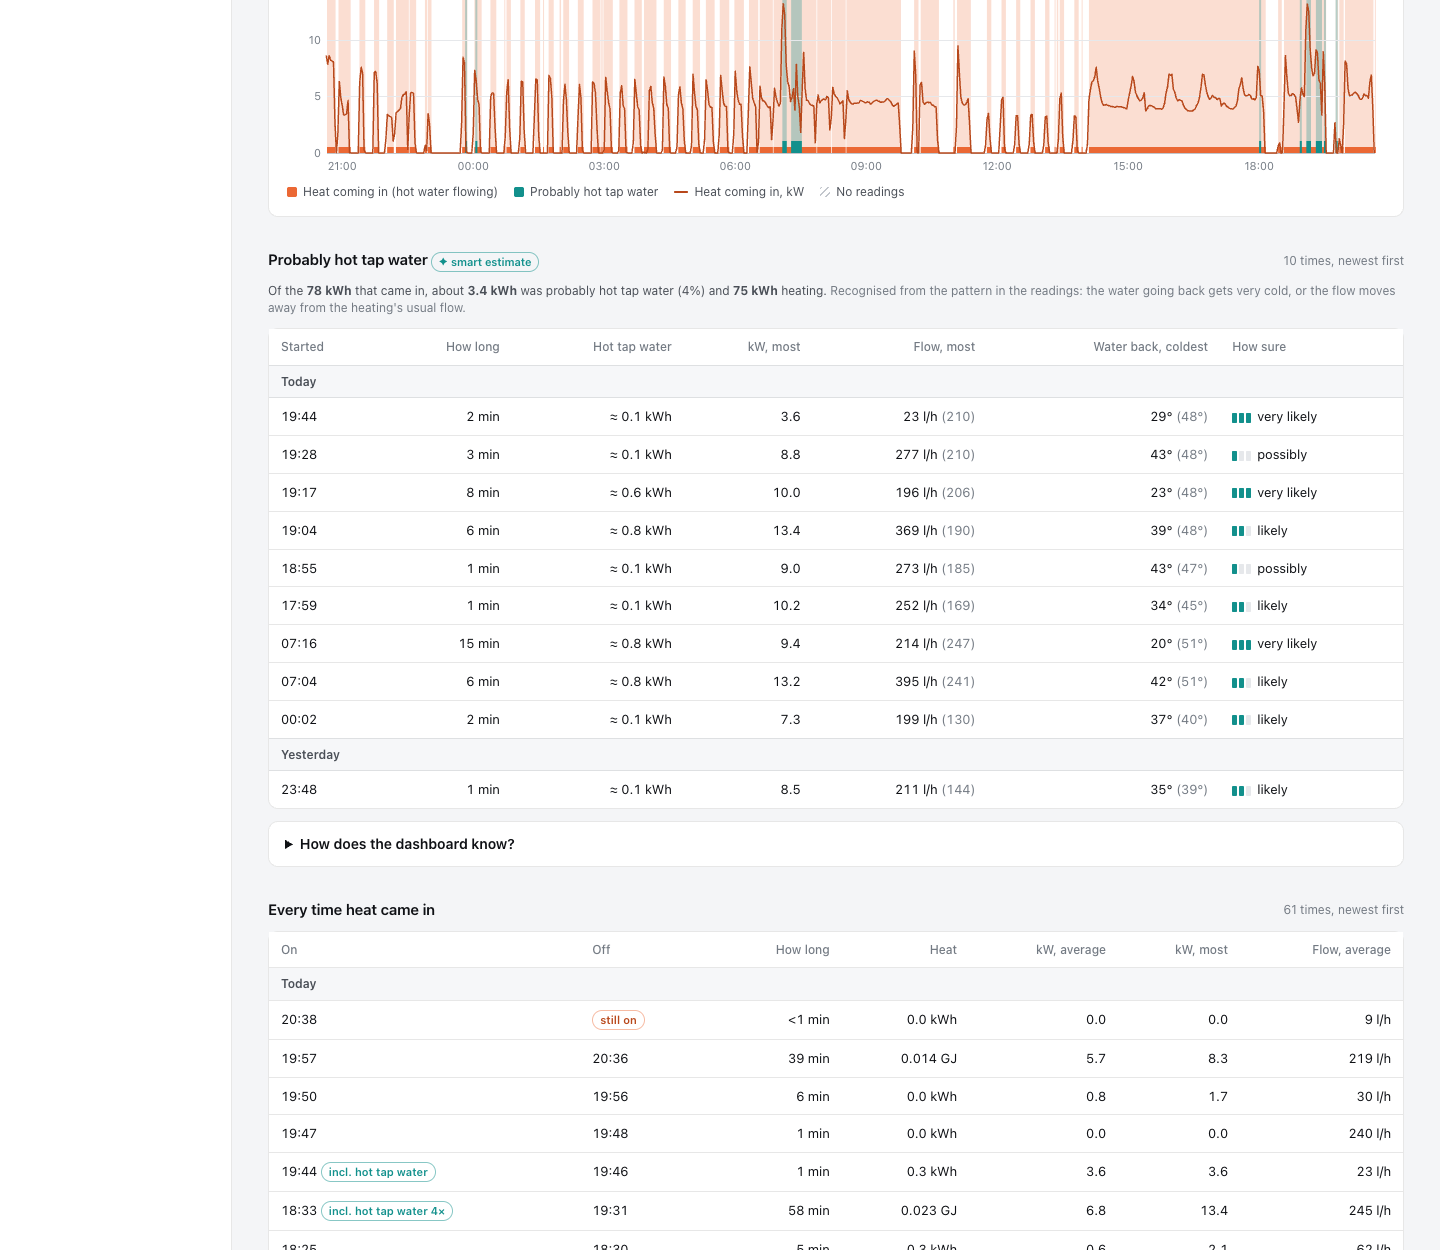 10
5
0
21:00 00:00 03:00 06:00 09:00 12:00 15:00 18:00
Heat coming in (hot water flowing) Probably hot tap water Heat coming in, kW No readings
Probably hot tap water ✦ smart estimate 10 times, newest first
Of the 78 kWh that came in, about 3.4 kWh was probably hot tap water (4%) and 75 kWh heating. Recognised from the pattern in the readings: the water going back gets very cold, or the flow moves
away from the heating's usual flow.
Started How long Hot tap water kW, most Flow, most Water back, coldest How sure
Today
19:44 2 min ≈ 0.1 kWh 3.6 23 l/h (210) 29° (48°) very likely
19:28 3 min ≈ 0.1 kWh 8.8 277 l/h (210) 43° (48°) possibly
19:17 8 min ≈ 0.6 kWh 10.0 196 l/h (206) 23° (48°) very likely
19:04 6 min ≈ 0.8 kWh 13.4 369 l/h (190) 39° (48°) likely
18:55 1 min ≈ 0.1 kWh 9.0 273 l/h (185) 43° (47°) possibly
17:59 1 min ≈ 0.1 kWh 10.2 252 l/h (169) 34° (45°) likely
07:16 15 min ≈ 0.8 kWh 9.4 214 l/h (247) 20° (51°) very likely
07:04 6 min ≈ 0.8 kWh 13.2 395 l/h (241) 42° (51°) likely
00:02 2 min ≈ 0.1 kWh 7.3 199 l/h (130) 37° (40°) likely
Yesterday
23:48 1 min ≈ 0.1 kWh 8.5 211 l/h (144) 35° (39°) likely
▶ How does the dashboard know?
Every time heat came in 61 times, newest first
On Off How long Heat kW, average kW, most Flow, average
Today
20:38 still on <1 min 0.0 kWh 0.0 0.0 9 l/h
19:57 20:36 39 min 0.014 GJ 5.7 8.3 219 l/h
19:50 19:56 6 min 0.0 kWh 0.8 1.7 30 l/h
19:47 19:48 1 min 0.0 kWh 0.0 0.0 240 l/h
19:44 incl. hot tap water 19:46 1 min 0.3 kWh 3.6 3.6 23 l/h
18:33 incl. hot tap water 4× 19:31 58 min 0.023 GJ 6.8 13.4 245 l/h
18:25 18:30 5 min 0.3 kWh 0.6 2.1 62 l/h